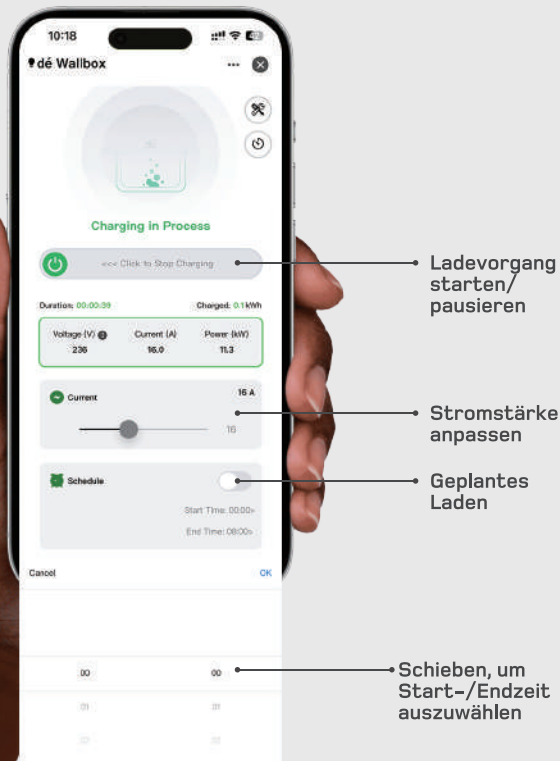 10:18
dé Wallbox
Charging in Process
<<< Click to Stop Charging
Duration: 00:00:39 Charged: 0.1 kWh
Voltage (V) Current (A) Power (kW)
236 16.0 11.3
Current 16 A
16
Schedule
Start Time: 00:00>
End Time: 08:00>
Cancel OK
00 00
01 01
02 02
Ladevorgang
starten/
pausieren
Stromstärke
anpassen
Geplantes
Laden
Schieben, um
Start-/Endzeit
auszuwählen